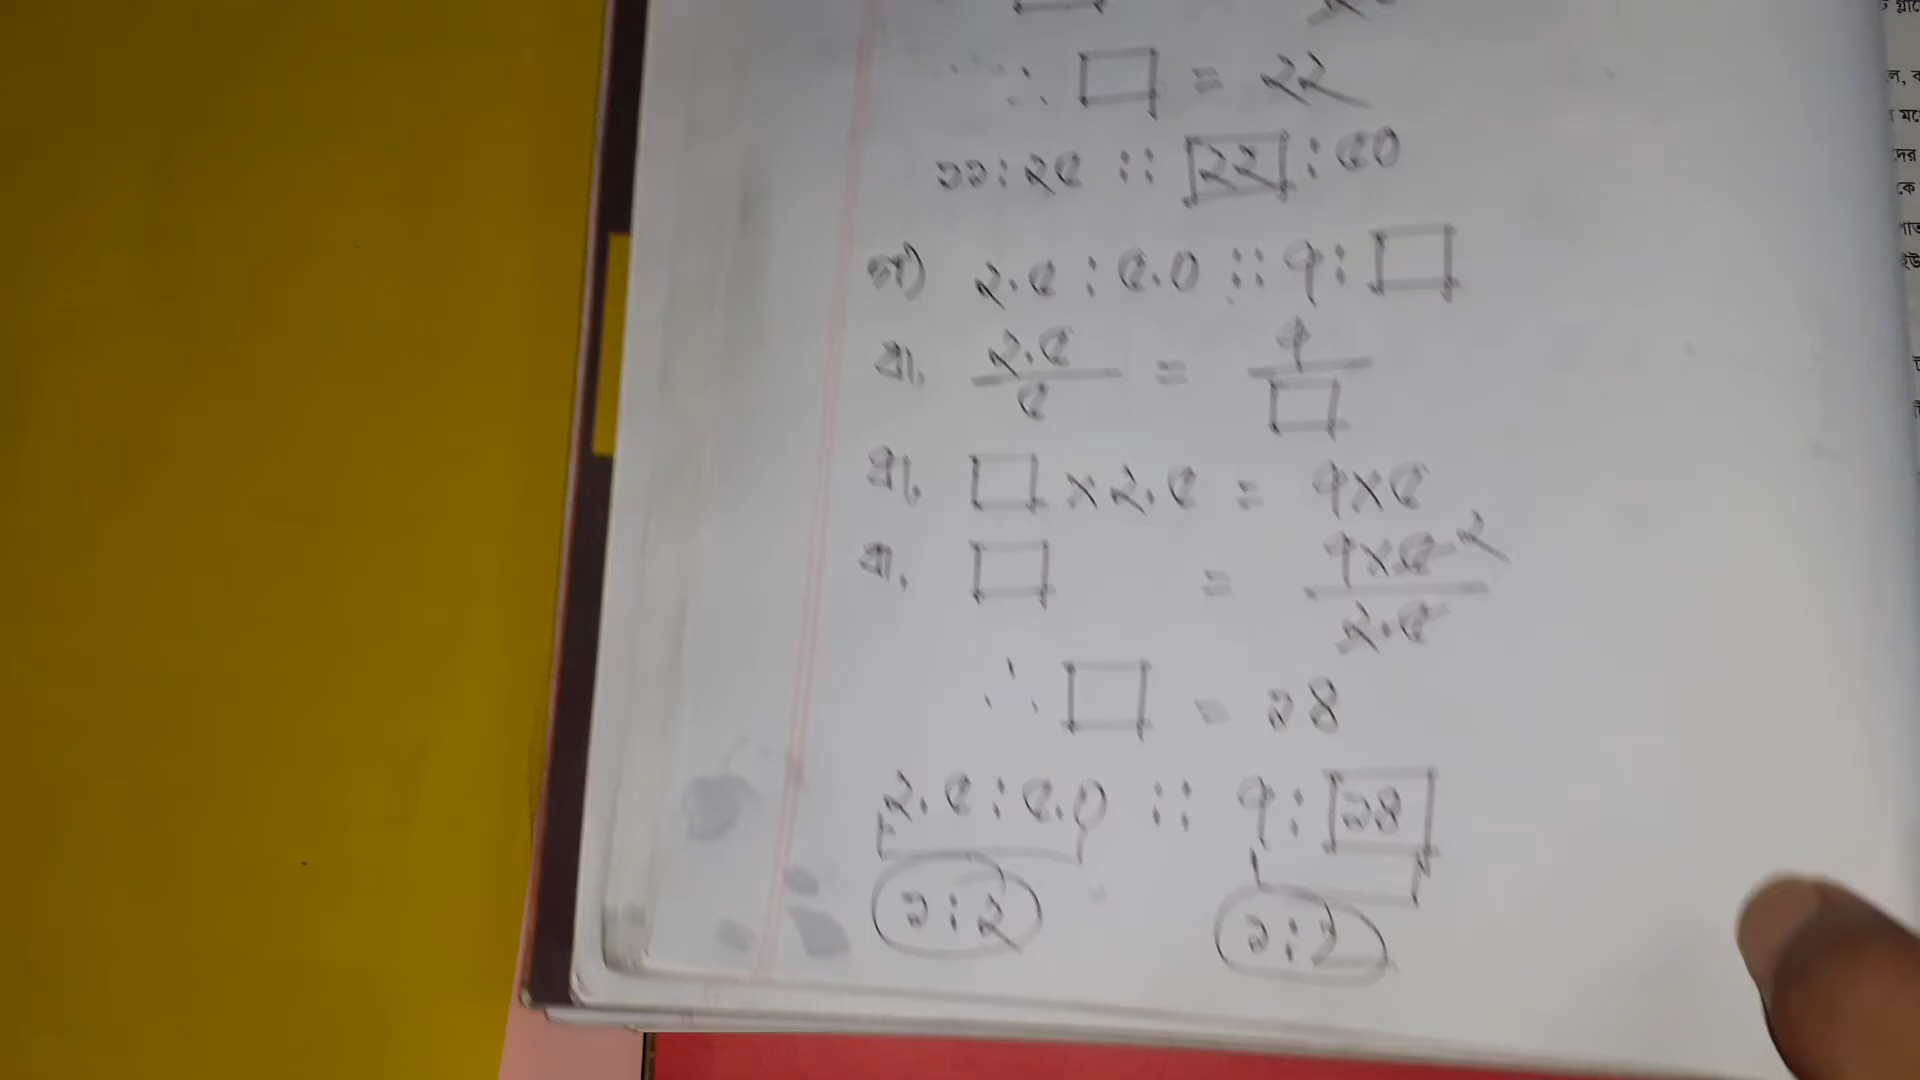 ∴ □ = ২২
১১ : ২৫ :: ২২ : ৫০
২.৫ : ৫.০ :: ৭ : □
বা, ২.৫/৫ = ৭/□
বা, □ × ২.৫ = ৭×৫
বা, □ = ৭×৫ ২/২.৫
∴ □ = ১৪
২.৫ : ৫.০ :: ৭ : ১৪
১ : ২ ১ : ২